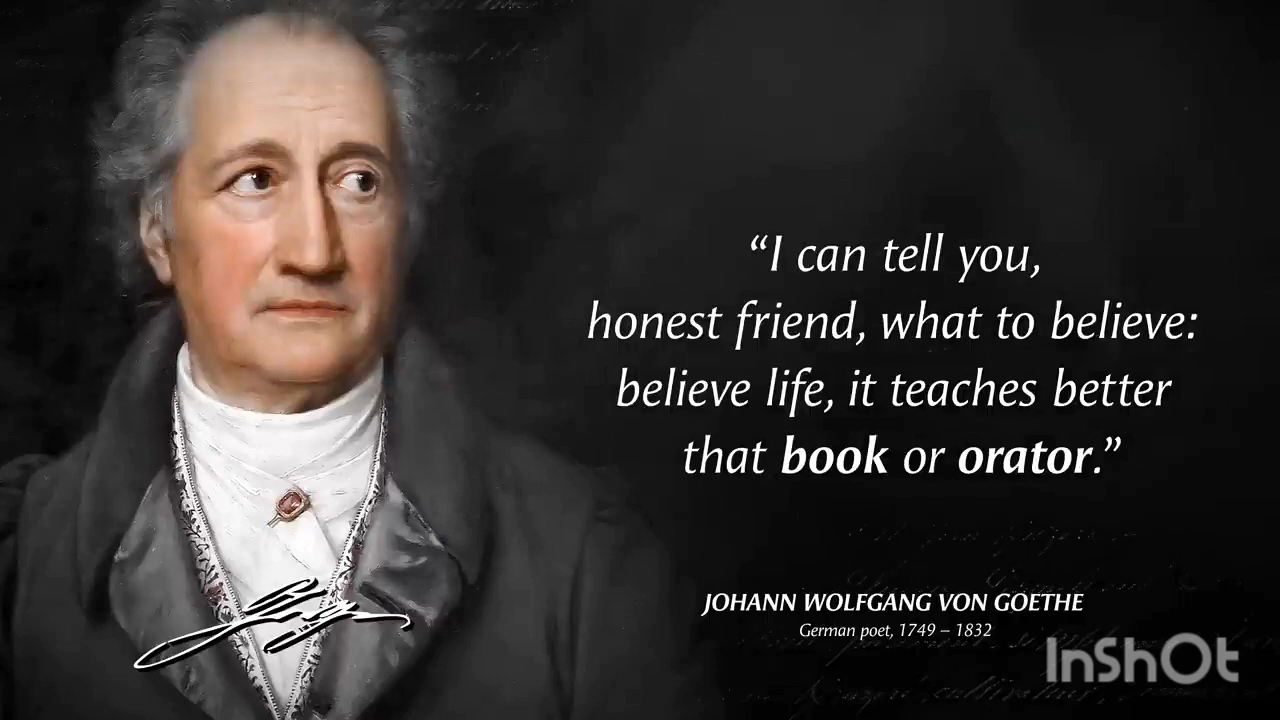 “I can tell you,
honest friend, what to believe:
believe life, it teaches better
that book or orator.”
JOHANN WOLFGANG VON GOETHE
German poet, 1749 – 1832
InShOt